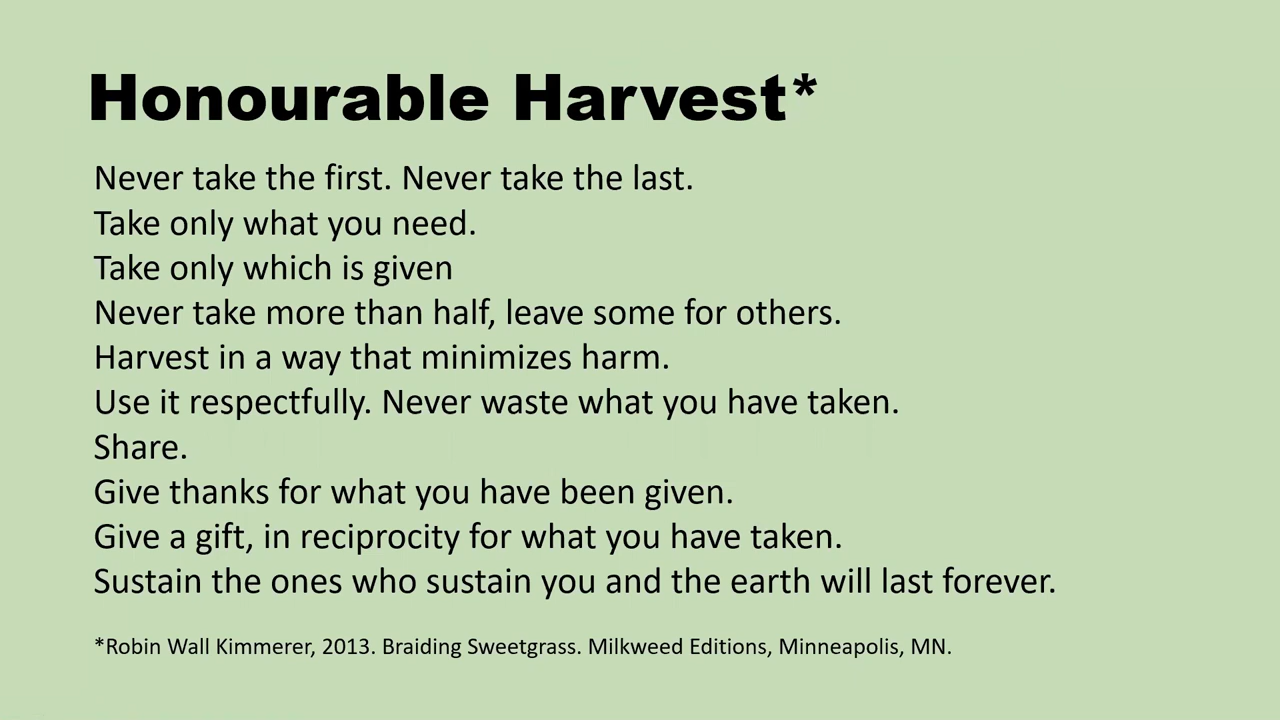 Honourable Harvest*
Never take the first. Never take the last.
Take only what you need.
Take only which is given
Never take more than half, leave some for others.
Harvest in a way that minimizes harm.
Use it respectfully. Never waste what you have taken.
Share.
Give thanks for what you have been given.
Give a gift, in reciprocity for what you have taken.
Sustain the ones who sustain you and the earth will last forever.
*Robin Wall Kimmerer, 2013. Braiding Sweetgrass. Milkweed Editions, Minneapolis, MN.